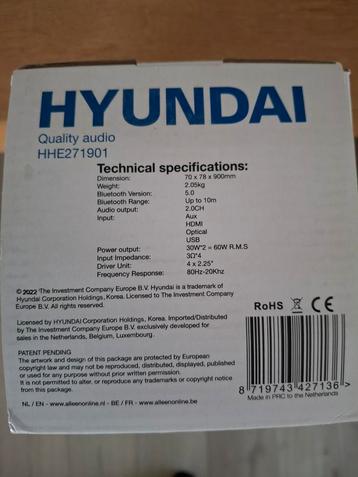 HYUNDAI
Quality audio
HHE271901
Technical specifications:
Dimension: 70 x 78 x 900mm
Weight: 2.05kg
Bluetooth Version: 5.0
Bluetooth Range: Up to 10m
Audio output: 2.0CH
Input: Aux
HDMI
Optical
USB
Power output: 30W*2 = 60W R.M.S
Input Impedance: 3Ω*4
Driver Unit: 4 x 2.25"
Frequency Response: 80Hz-20Khz
© 2022 The Investment Company Europe B.V. Hyundai is a trademark of
Hyundai Corporation Holdings, Korea. Licensed to The Investment Company
Europe B.V. All rights reserved.
Licensed by HYUNDAI Corporation Holdings, Korea. Imported/Distributed
by The Investment Company Europe B.V. exclusively developed for
sales in the Netherlands, Belgium, Luxembourg.
PATENT PENDING
The artwork and design of this package are protected by European
copyright law and may not be reproduced, distributed, displayed, published
or used for any purpose without prior written permission.
It is not permitted to alter, or reproduce any trademarks or copyright notice
from this package.
NL / EN - www.alleenonline.nl - BE / FR - www.alleenonline.be
RoHS CE
8 719743 427136 >
Made in PRC to the Netherlands